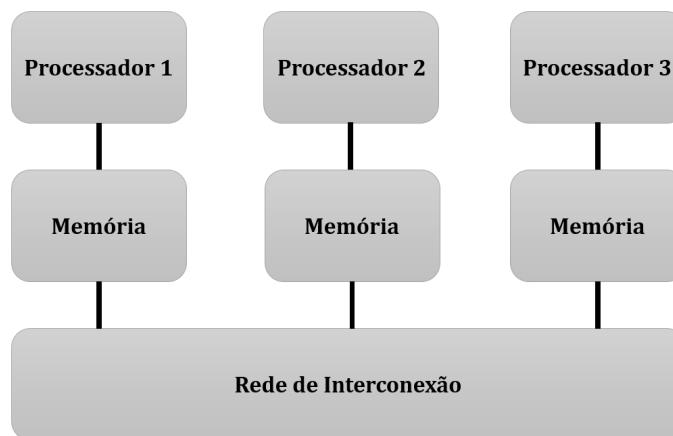 Processador 1
Processador 2
Processador 3
Memória
Memória
Memória
Rede de Interconexão